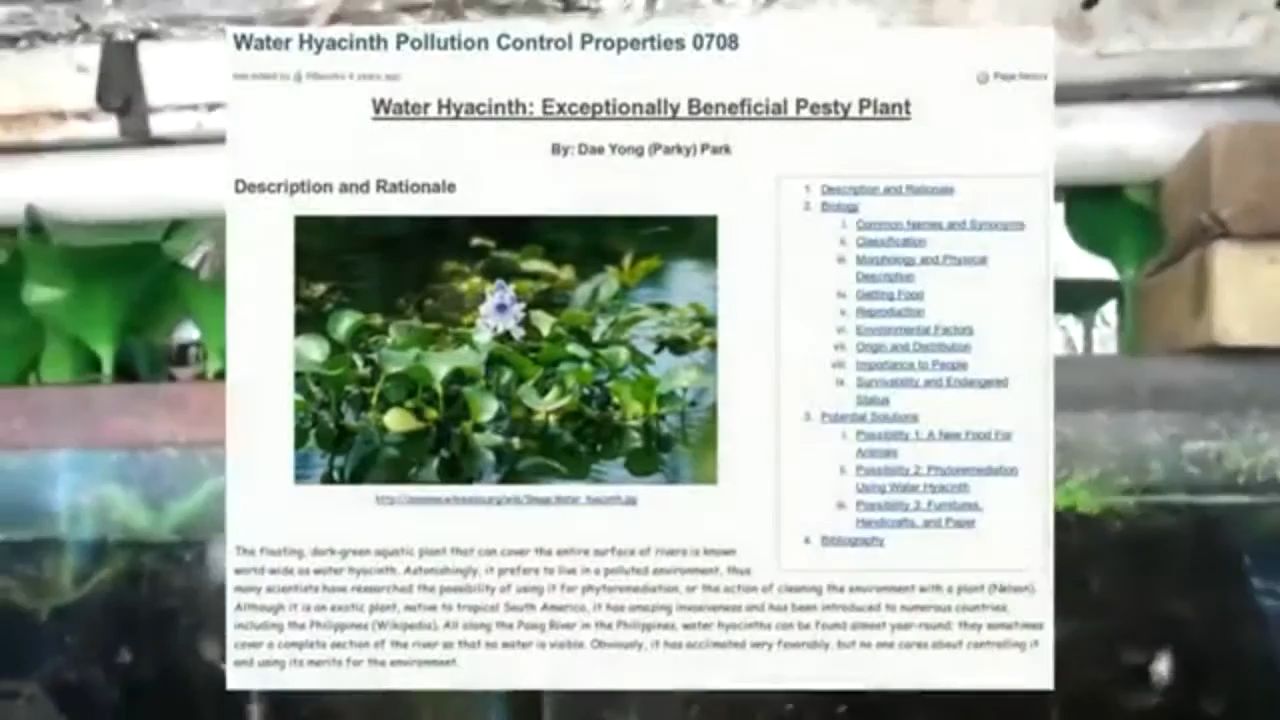 Water Hyacinth Pollution Control Properties 0708
last edited by 4 years ago
Page history
Water Hyacinth: Exceptionally Beneficial Pesty Plant
By: Dae Yong (Parky) Park
Description and Rationale
1. Description and Rationale
2. Biology
i. Common Names and Synonyms
ii. Classification
iii. Morphology and Physical
Description
iv. Getting Food
v. Reproduction
vi. Environmental Factors
vii. Origin and Distribution
viii. Importance to People
ix. Survivability and Endangered
Status
3. Potential Solutions
i. Possibility 1: A New Food For
Animals
ii. Possibility 2: Phytoremediation
Using Water Hyacinth
iii. Possibility 3: Furnitures,
Handicrafts, and Paper
4. Bibliography
The floating, dark-green aquatic plant that can cover the entire surface of rivers is known
world wide as water hyacinth. Astonishingly, it prefers to live in a polluted environment, thus
many scientists have researched the possibility of using it for phytoremediation, or the action of cleaning the environment with a plant (Nelson).
Although it is an exotic plant, native to tropical South America, it has amazing invasiveness and has been introduced to numerous countries,
including the Philippines (Wikipedia). All along the Pasig River in the Philippines, water hyacinths can be found almost year-round; they sometimes
cover a complete section of the river so that no water is visible. Obviously, it has acclimated very favorably, but no one cares about controlling it
and using its merits for the environment.